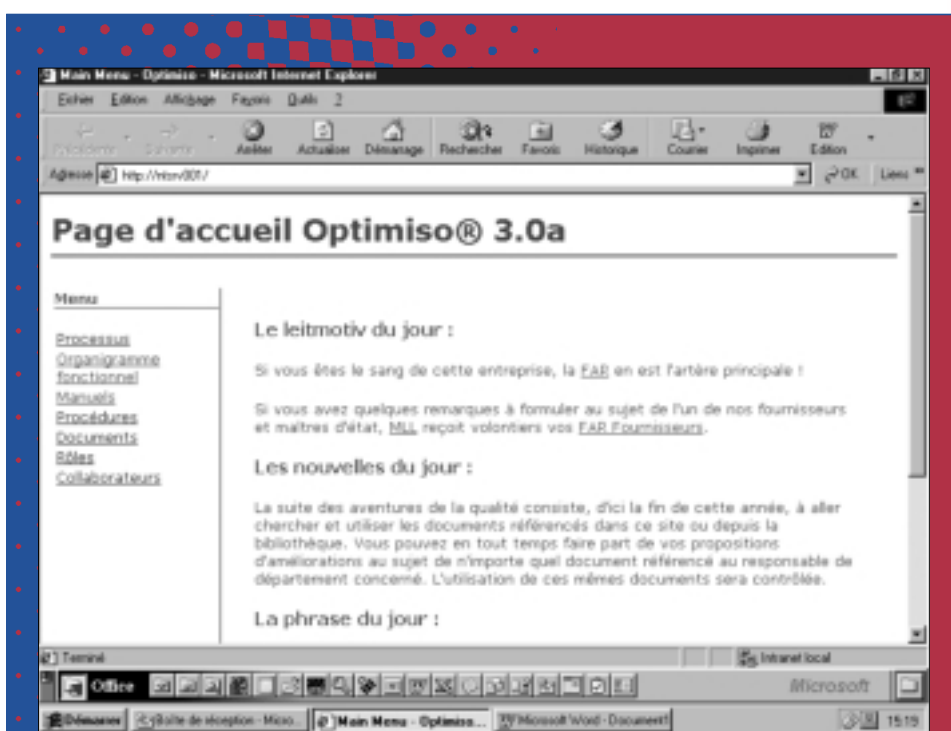 Main Menu - Optimiso - Microsoft Internet Explorer
Fichier Edition Affichage Favoris Outils ?
Précédente Suivante Arrêter Actualiser Démarrage Rechercher Favoris Historique Courrier Imprimer Edition
Adresse http://nisrv001/ OK Liens
Page d'accueil Optimiso® 3.0a
Menu
Processus
Organigramme
fonctionnel
Manuels
Procédures
Documents
Rôles
Collaborateurs
Le leitmotiv du jour :
Si vous êtes le sang de cette entreprise, la FAR en est l'artère principale !
Si vous avez quelques remarques à formuler au sujet de l'un de nos fournisseurs
et maîtres d'état, MLL reçoit volontiers vos FAR Fournisseurs.
Les nouvelles du jour :
La suite des aventures de la qualité consiste, d'ici la fin de cette année, à aller
chercher et utiliser les documents référencés dans ce site ou depuis la
bibliothèque. Vous pouvez en tout temps faire part de vos propositions
d'améliorations au sujet de n'importe quel document référencé au responsable de
département concerné. L'utilisation de ces mêmes documents sera contrôlée.
La phrase du jour :
Terminé Intranet local
Office Microsoft
Démarrer Boîte de réception - Micro... Main Menu - Optimiso... Microsoft Word - Document1 15:19